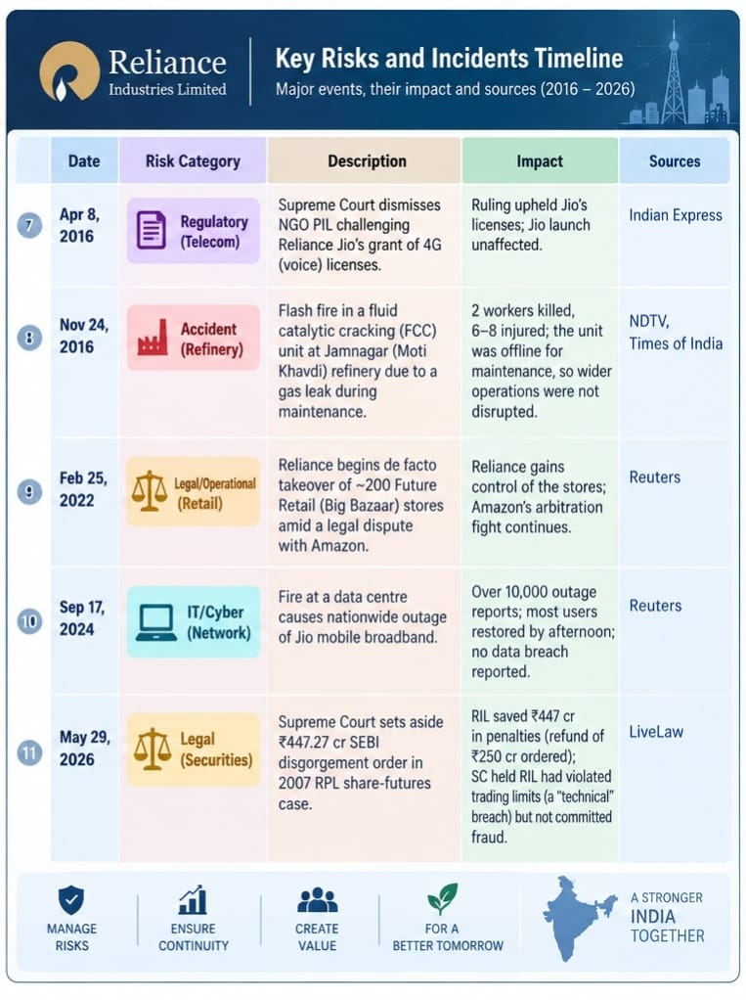 Reliance
Industries Limited
Key Risks and Incidents Timeline
Major events, their impact and sources (2016 – 2026)
Date
Risk Category
Description
Impact
Sources
7
Apr 8,
2016
Regulatory
(Telecom)
Supreme Court dismisses
NGO PIL challenging
Reliance Jio's grant of 4G
(voice) licenses.
Ruling upheld Jio's
licenses; Jio launch
unaffected.
Indian Express
8
Nov 24,
2016
Accident
(Refinery)
Flash fire in a fluid
catalytic cracking (FCC)
unit at Jamnagar (Moti
Khavdi) refinery due to a
gas leak during
maintenance.
2 workers killed,
6–8 injured; the unit
was offline for
maintenance, so wider
operations were not
disrupted.
NDTV,
Times of India
9
Feb 25,
2022
Legal/Operational
(Retail)
Reliance begins de facto
takeover of ~200 Future
Retail (Big Bazaar) stores
amid a legal dispute
with Amazon.
Reliance gains
control of the stores;
Amazon's arbitration
fight continues.
Reuters
10
Sep 17,
2024
IT/Cyber
(Network)
Fire at a data centre
causes nationwide outage
of Jio mobile broadband.
Over 10,000 outage
reports; most users
restored by afternoon;
no data breach
reported.
Reuters
11
May 29,
2026
Legal
(Securities)
Supreme Court sets aside
₹447.27 cr SEBI
disgorgement order in
2007 RPL share-futures
case.
RIL saved ₹447 cr
in penalties (refund of
₹250 cr ordered);
SC held RIL had violated
trading limits (a "technical"
breach) but not committed
fraud.
LiveLaw
MANAGE
RISKS
ENSURE
CONTINUITY
CREATE
VALUE
FOR A
BETTER TOMORROW
A STRONGER
INDIA
TOGETHER